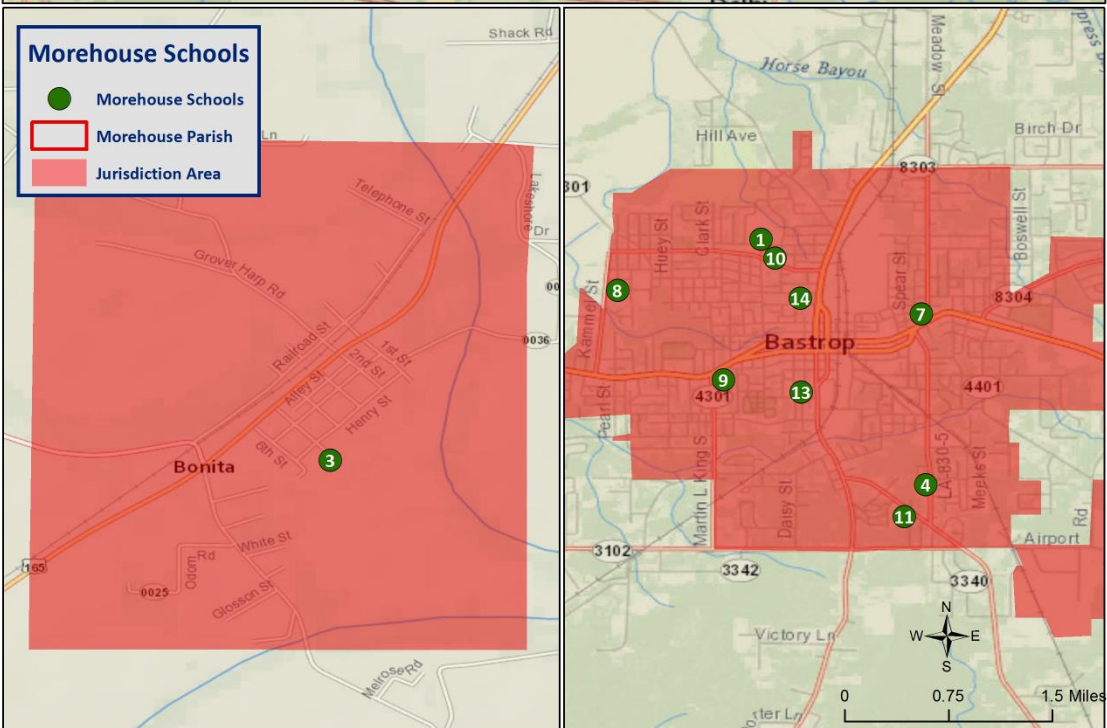 Morehouse Schools
Morehouse Schools
Morehouse Parish
Jurisdiction Area
Shack Rd
Ln
Telephone St
Lakeshore
Dr
Grover Harp Rd
00
0036
Railroad St
1st St
2nd St
Alley St
Henry St
6th St
Bonita
3
165
White St
Odom Rd
0025
Glosson St
Melrose Rd
Meadow St
Horse Bayou
Hill Ave
Birch Dr
8303
301
Huey St
Clark St
Boswell St
1
10
Spear St
8
14
7
8304
Kammel St
Bastrop
9
4301
13
4401
Pearl St
Martin L King S
Daisy St
LA-830-5
Meeks St
4
11
Rd
Airport
3102
3342
3340
Victory Ln
N
W E
S
0 0.75 1.5 Miles
ter Ln